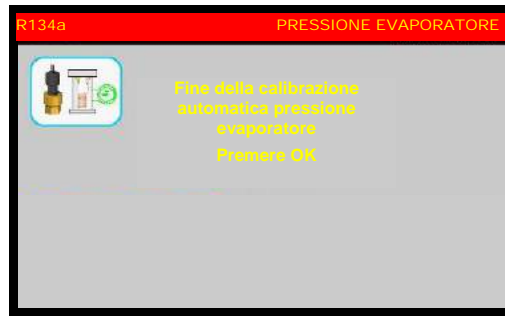 R134a PRESSIONE EVAPORATORE
Fine della calibrazione
automatica pressione
evaporatore
Premere OK